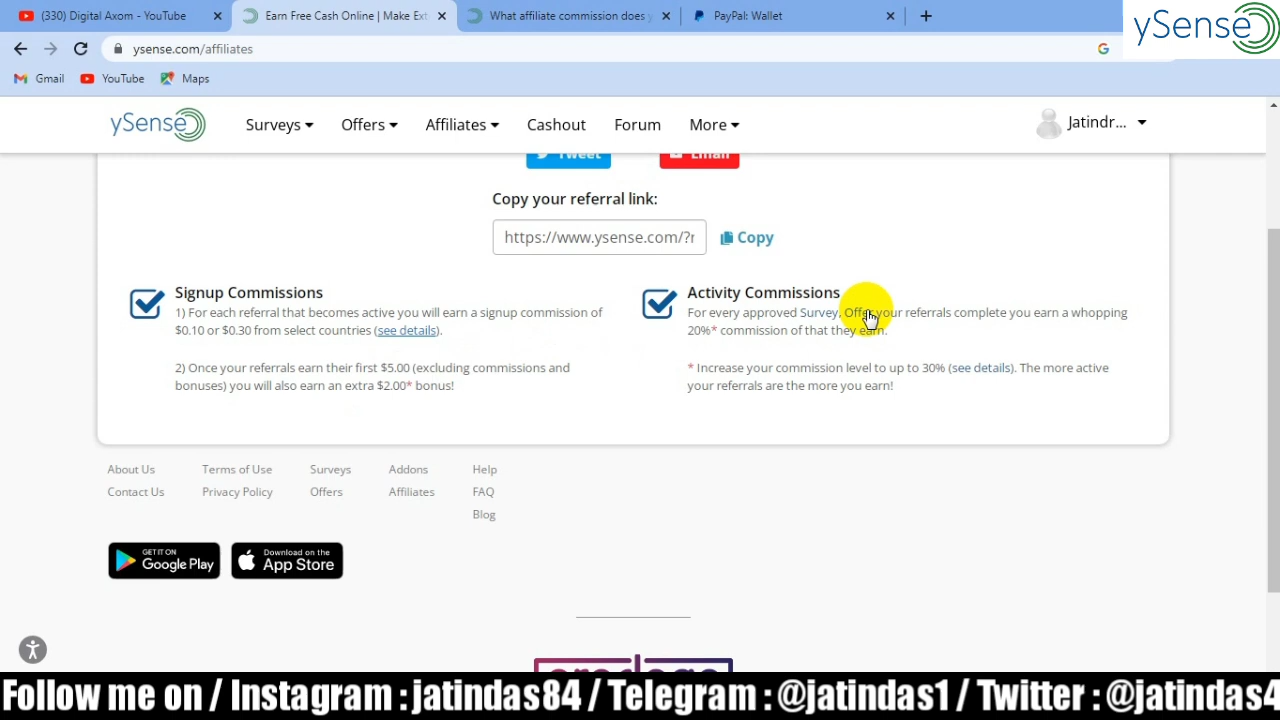 (330) Digital Axom - YouTube
Earn Free Cash Online | Make Ext
What affiliate commission does y
PayPal: Wallet
ySense
ysense.com/affiliates
Gmail
YouTube
Maps
ySense
Surveys
Offers
Affiliates
Cashout
Forum
More
Jatindr...
Tweet
Email
Copy your referral link:
https://www.ysense.com/?r
Copy
Signup Commissions
1) For each referral that becomes active you will earn a signup commission of
$0.10 or $0.30 from select countries (see details).
2) Once your referrals earn their first $5.00 (excluding commissions and
bonuses) you will also earn an extra $2.00* bonus!
Activity Commissions
For every approved Survey, Offer your referrals complete you earn a whopping
20%* commission of that they earn.
* Increase your commission level to up to 30% (see details). The more active
your referrals are the more you earn!
About Us
Terms of Use
Surveys
Addons
Help
Contact Us
Privacy Policy
Offers
Affiliates
FAQ
Blog
GET IT ON
Google Play
Download on the
App Store
Follow me on / Instagram : jatindas84 / Telegram : @jatindas1 / Twitter : @jatindas4